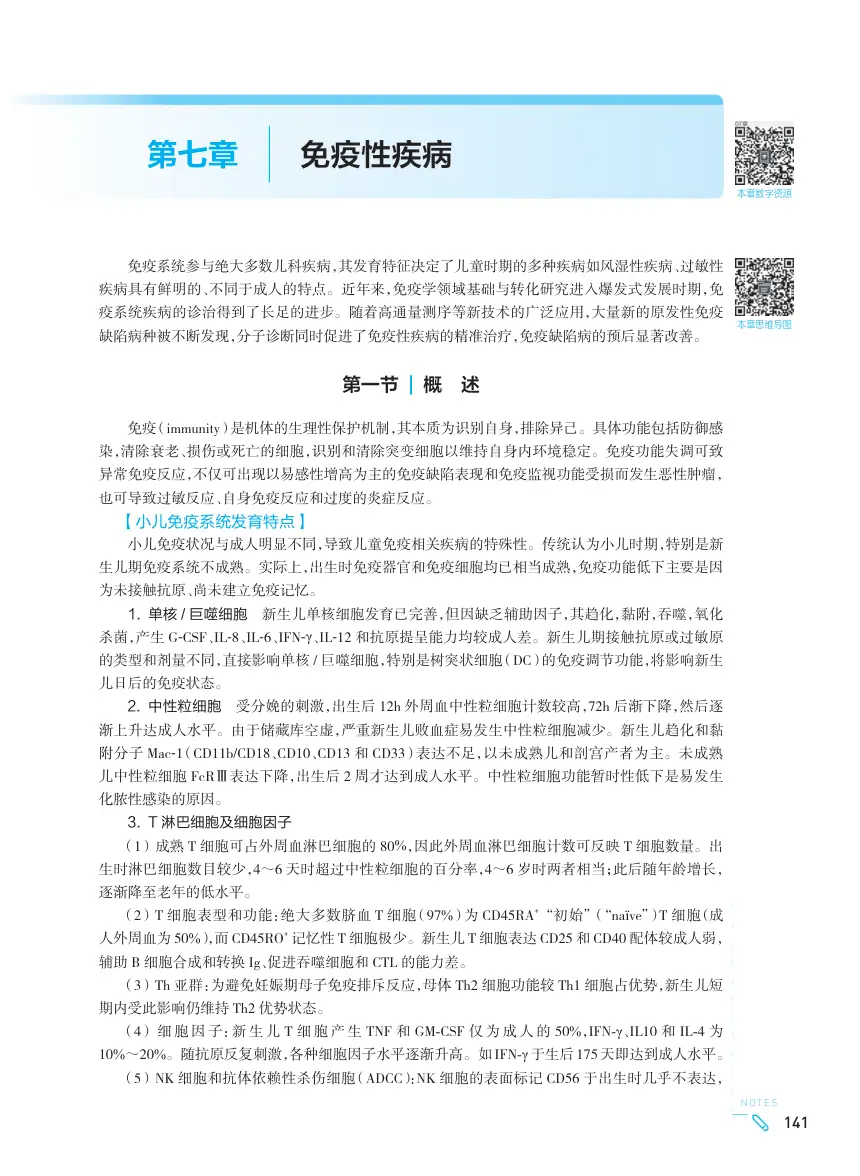 第七章 免疫性疾病
本章数字资源
免疫系统参与绝大多数儿科疾病,其发育特征决定了儿童时期的多种疾病如风湿性疾病、过敏性
疾病具有鲜明的、不同于成人的特点。近年来,免疫学领域基础与转化研究进入爆发式发展时期,免
疫系统疾病的诊治得到了长足的进步。随着高通量测序等新技术的广泛应用,大量新的原发性免疫
缺陷病种被不断发现,分子诊断同时促进了免疫性疾病的精准治疗,免疫缺陷病的预后显著改善。
本章思维导图
第一节 概 述
免疫(immunity)是机体的生理性保护机制,其本质为识别自身,排除异己。具体功能包括防御感
染,清除衰老、损伤或死亡的细胞,识别和清除突变细胞以维持自身内环境稳定。免疫功能失调可致
异常免疫反应,不仅可出现以易感性增高为主的免疫缺陷表现和免疫监视功能受损而发生恶性肿瘤,
也可导致过敏反应、自身免疫反应和过度的炎症反应。
【小儿免疫系统发育特点】
小儿免疫状况与成人明显不同,导致儿童免疫相关疾病的特殊性。传统认为小儿时期,特别是新
生儿期免疫系统不成熟。实际上,出生时免疫器官和免疫细胞均已相当成熟,免疫功能低下主要是因
为未接触抗原、尚未建立免疫记忆。
1. 单核/巨噬细胞 新生儿单核细胞发育已完善,但因缺乏辅助因子,其趋化,黏附,吞噬,氧化
杀菌,产生 G-CSF、IL-8、IL-6、IFN-γ、IL-12 和抗原提呈能力均较成人差。新生儿期接触抗原或过敏原
的类型和剂量不同,直接影响单核/巨噬细胞,特别是树突状细胞(DC)的免疫调节功能,将影响新生
儿日后的免疫状态。
2. 中性粒细胞 受分娩的刺激,出生后 12h 外周血中性粒细胞计数较高,72h 后渐下降,然后逐
渐上升达成人水平。由于储藏库空虚,严重新生儿败血症易发生中性粒细胞减少。新生儿趋化和黏
附分子 Mac-1(CD11b/CD18、CD10、CD13 和 CD33)表达不足,以未成熟儿和剖宫产者为主。未成熟
儿中性粒细胞 FcRⅢ表达下降,出生后 2 周才达到成人水平。中性粒细胞功能暂时性低下是易发生
化脓性感染的原因。
3. T 淋巴细胞及细胞因子
(1)成熟 T 细胞可占外周血淋巴细胞的 80%,因此外周血淋巴细胞计数可反映 T 细胞数量。出
生时淋巴细胞数目较少,4~6 天时超过中性粒细胞的百分率,4~6 岁时两者相当;此后随年龄增长,
逐渐降至老年的低水平。
(2)T 细胞表型和功能:绝大多数脐血 T 细胞(97%)为 CD45RA⁺ “初始”(“naïve”)T 细胞(成
人外周血为 50%),而 CD45RO⁺ 记忆性 T 细胞极少。新生儿 T 细胞表达 CD25 和 CD40 配体较成人弱,
辅助 B 细胞合成和转换 Ig、促进吞噬细胞和 CTL 的能力差。
(3)Th 亚群:为避免妊娠期母子免疫排斥反应,母体 Th2 细胞功能较 Th1 细胞占优势,新生儿短
期内受此影响仍维持 Th2 优势状态。
(4)细胞因子:新生儿 T 细胞产生 TNF 和 GM-CSF 仅为成人的 50%,IFN-γ、IL10 和 IL-4 为
10%~20%。随抗原反复刺激,各种细胞因子水平逐渐升高。如 IFN-γ 于生后 175 天即达到成人水平。
(5)NK 细胞和抗体依赖性杀伤细胞(ADCC):NK 细胞的表面标记 CD56 于出生时几乎不表达,
NOTES
141